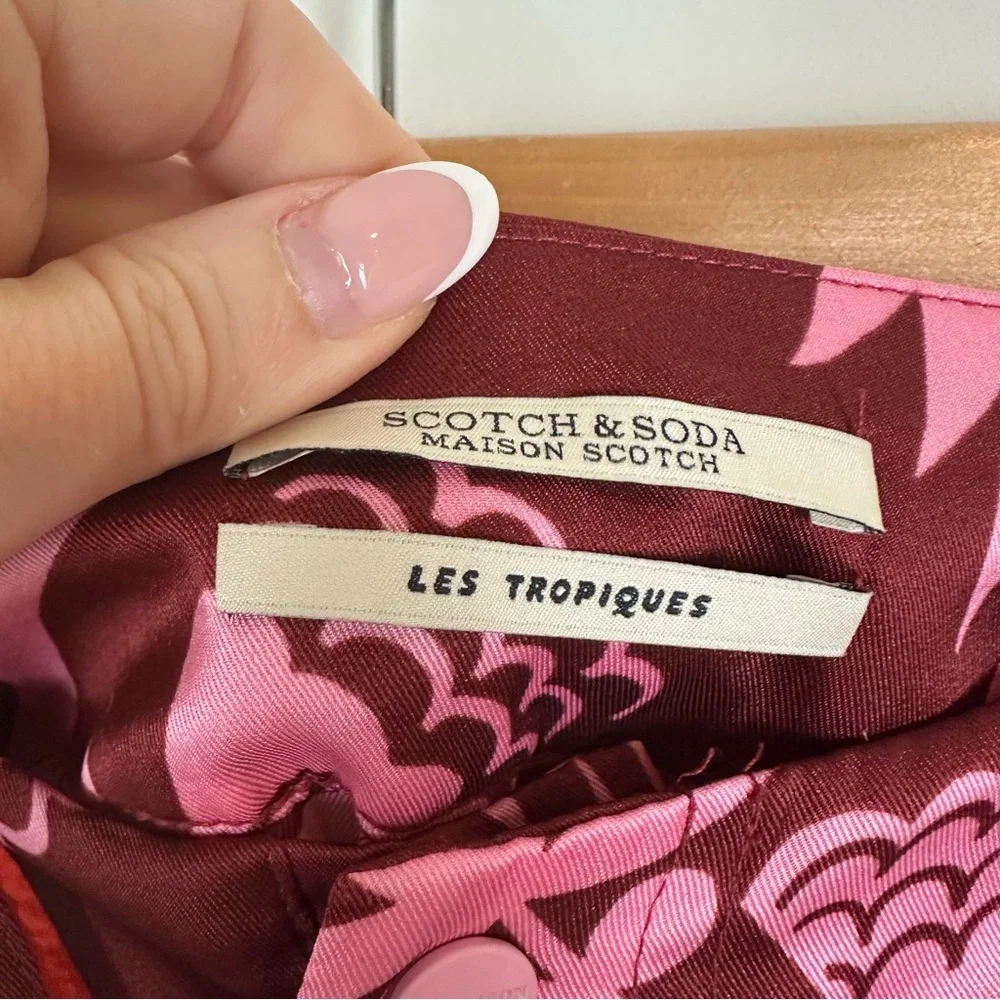 SCOTCH & SODA
MAISON SCOTCH
LES TROPIQUES